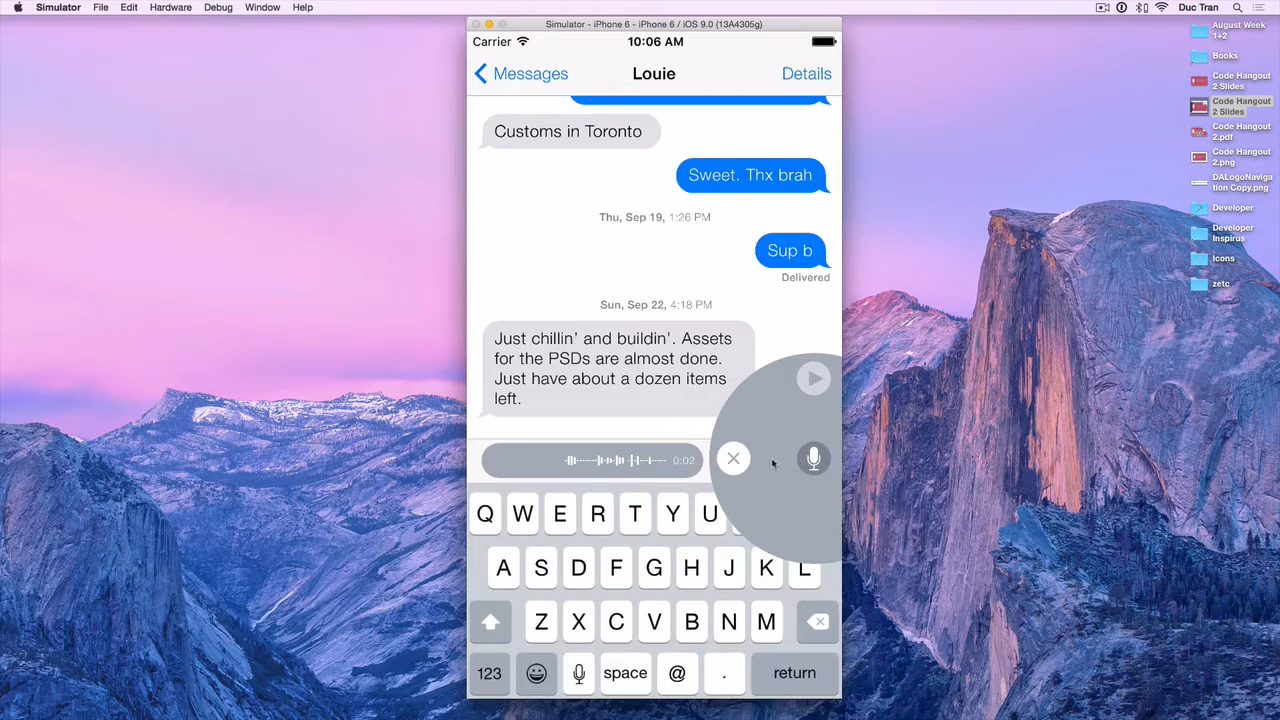 Simulator File Edit Hardware Debug Window Help Duc Tran
Simulator - iPhone 6 - iPhone 6 / iOS 9.0 (13A4305g)
Carrier 10:06 AM
Messages Louie Details
Customs in Toronto
Sweet. Thx brah
Thu, Sep 19, 1:26 PM
Sup b
Delivered
Sun, Sep 22, 4:18 PM
Just chillin’ and buildin’. Assets
for the PSDs are almost done.
Just have about a dozen items
left.
0:02
Q W E R T Y U
A S D F G H J K L
Z X C V B N M
123 space @ . return
August Week
1+2
Books
Code Hangout
2 Slides
Code Hangout
2 Slides
Code Hangout
2.pdf
Code Hangout
2.png
DALogoNaviga
tion Copy.png
Developer
Developer
Inspirus
Icons
zetc